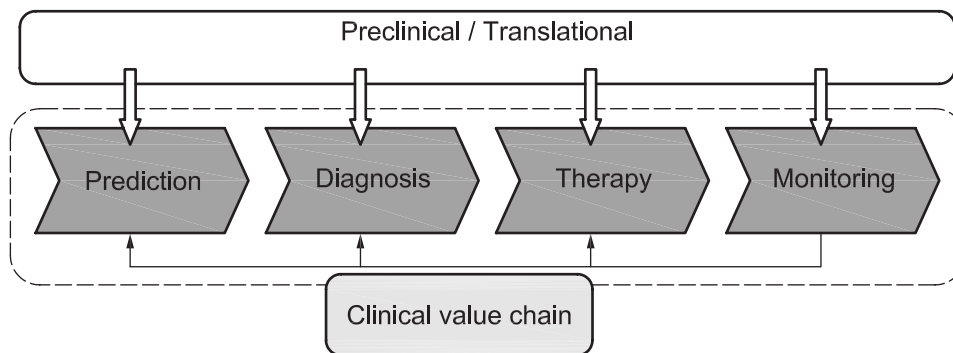 Preclinical / Translational
Prediction
Diagnosis
Therapy
Monitoring
Clinical value chain